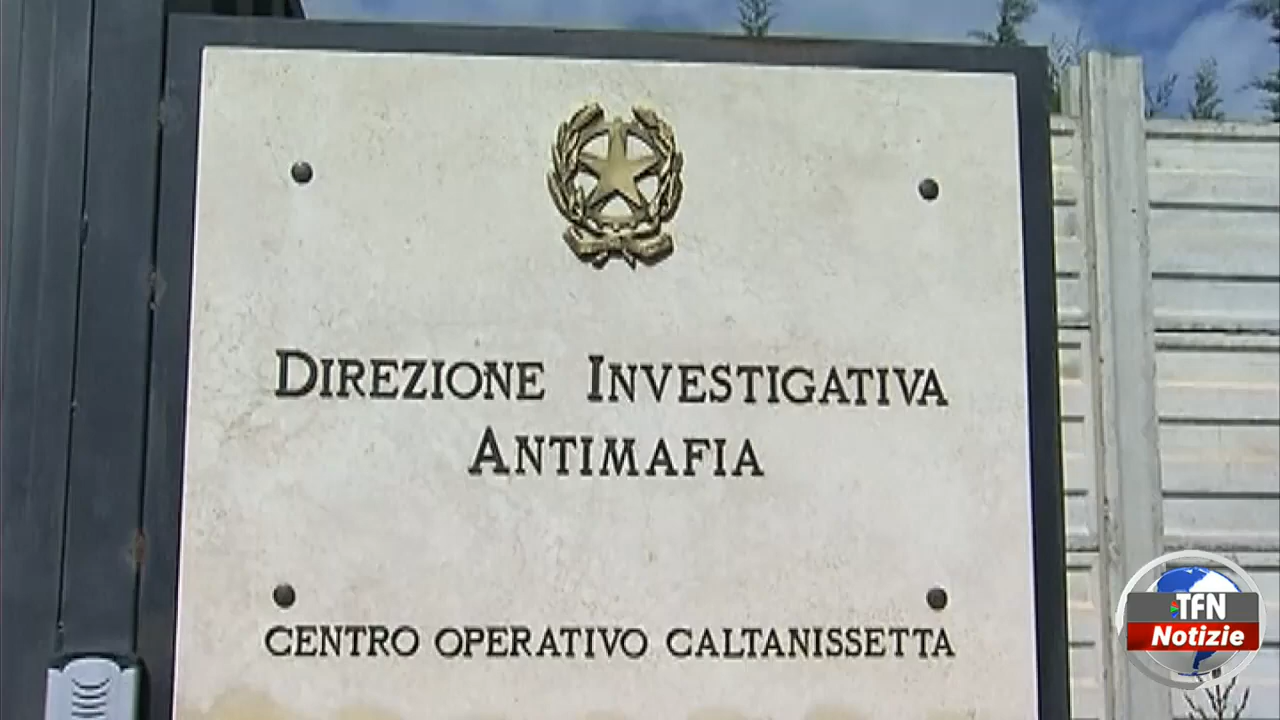 DIREZIONE INVESTIGATIVA
ANTIMAFIA
CENTRO OPERATIVO CALTANISSETTA
TFN
Notizie